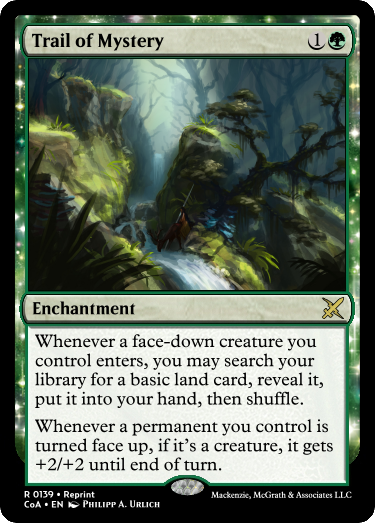 Trail of Mystery 1
Enchantment
Whenever a face-down creature you
control enters, you may search your
library for a basic land card, reveal it,
put it into your hand, then shuffle.
Whenever a permanent you control is
turned face up, if it's a creature, it gets
+2/+2 until end of turn.
R 0139 • Reprint
CoA • EN Philipp A. Urlich
Mackenzie, McGrath & Associates LLC